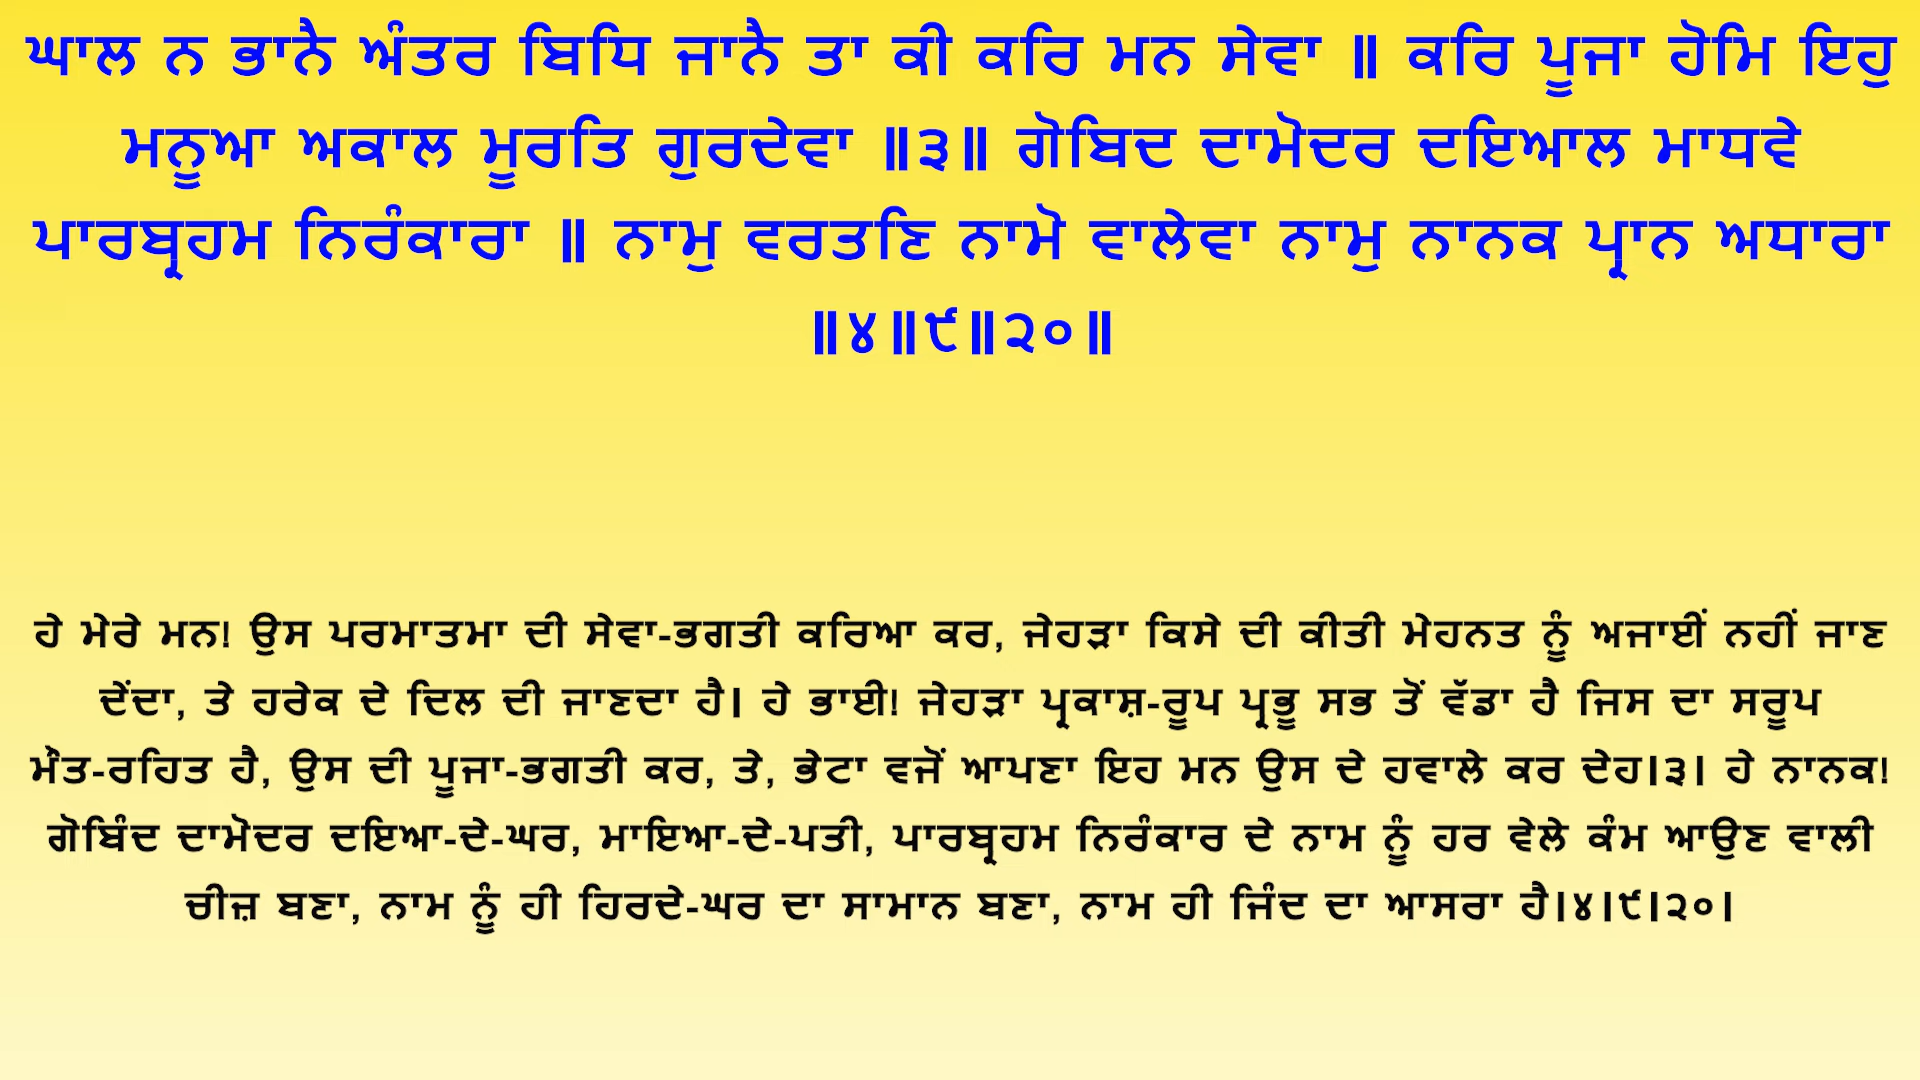 ਘਾਲ ਨ ਭਾਨੈ ਅੰਤਰ ਬਿਧਿ ਜਾਨੈ ਤਾ ਕੀ ਕਰਿ ਮਨ ਸੇਵਾ ॥ ਕਰਿ ਪੂਜਾ ਹੋਮਿ ਇਹੁ
ਮਨੂਆ ਅਕਾਲ ਮੂਰਤਿ ਗੁਰਦੇਵਾ ॥੩॥ ਗੋਬਿਦ ਦਾਮੋਦਰ ਦਇਆਲ ਮਾਧਵੇ
ਪਾਰਬ੍ਰਹਮ ਨਿਰੰਕਾਰਾ ॥ ਨਾਮੁ ਵਰਤਣਿ ਨਾਮੋ ਵਾਲੇਵਾ ਨਾਮੁ ਨਾਨਕ ਪ੍ਰਾਨ ਅਧਾਰਾ
॥੪॥੯॥੨੦॥
ਹੇ ਮੇਰੇ ਮਨ! ਉਸ ਪਰਮਾਤਮਾ ਦੀ ਸੇਵਾ-ਭਗਤੀ ਕਰਿਆ ਕਰ, ਜੇਹੜਾ ਕਿਸੇ ਦੀ ਕੀਤੀ ਮੇਹਨਤ ਨੂੰ ਅਜਾਈਂ ਨਹੀਂ ਜਾਣ
ਦੇਂਦਾ, ਤੇ ਹਰੇਕ ਦੇ ਦਿਲ ਦੀ ਜਾਣਦਾ ਹੈ। ਹੇ ਭਾਈ! ਜੇਹੜਾ ਪ੍ਰਕਾਸ਼-ਰੂਪ ਪ੍ਰਭੂ ਸਭ ਤੋਂ ਵੱਡਾ ਹੈ ਜਿਸ ਦਾ ਸਰੂਪ
ਮੌਤ-ਰਹਿਤ ਹੈ, ਉਸ ਦੀ ਪੂਜਾ-ਭਗਤੀ ਕਰ, ਤੇ, ਭੇਟਾ ਵਜੋਂ ਆਪਣਾ ਇਹ ਮਨ ਉਸ ਦੇ ਹਵਾਲੇ ਕਰ ਦੇਹ।੩। ਹੇ ਨਾਨਕ!
ਗੋਬਿੰਦ ਦਾਮੋਦਰ ਦਇਆ-ਦੇ-ਘਰ, ਮਾਇਆ-ਦੇ-ਪਤੀ, ਪਾਰਬ੍ਰਹਮ ਨਿਰੰਕਾਰ ਦੇ ਨਾਮ ਨੂੰ ਹਰ ਵੇਲੇ ਕੰਮ ਆਉਣ ਵਾਲੀ
ਚੀਜ਼ ਬਣਾ, ਨਾਮ ਨੂੰ ਹੀ ਹਿਰਦੇ-ਘਰ ਦਾ ਸਾਮਾਨ ਬਣਾ, ਨਾਮ ਹੀ ਜਿੰਦ ਦਾ ਆਸਰਾ ਹੈ।੪।੯।੨੦।